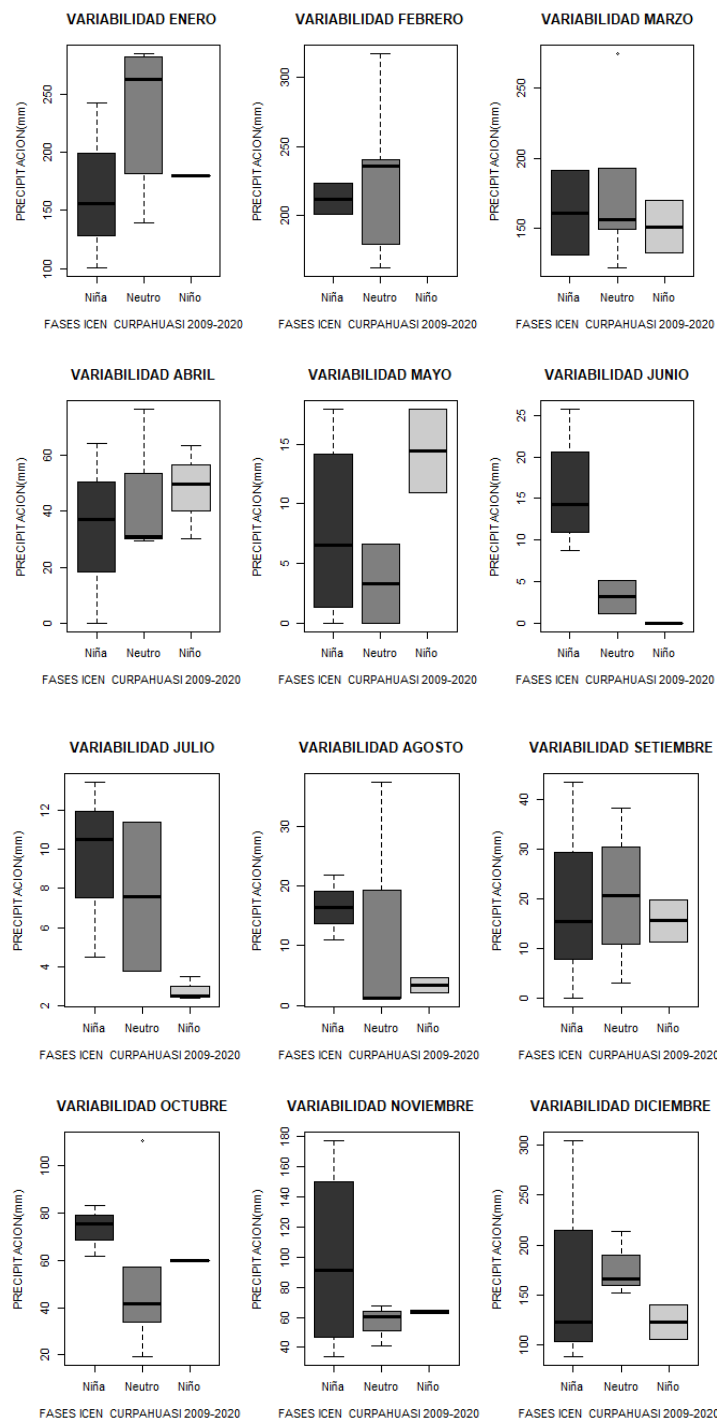 VARIABILIDAD ENERO
PRECIPITACION(mm)
250
200
150
100
Niña Neutro Niño
FASES ICEN CURPAHUASI 2009-2020
VARIABILIDAD FEBRERO
PRECIPITACION(mm)
300
250
200
Niña Neutro Niño
FASES ICEN CURPAHUASI 2009-2020
VARIABILIDAD MARZO
PRECIPITACION(mm)
250
200
150
Niña Neutro Niño
FASES ICEN CURPAHUASI 2009-2020
VARIABILIDAD ABRIL
PRECIPITACION(mm)
60
40
20
0
Niña Neutro Niño
FASES ICEN CURPAHUASI 2009-2020
VARIABILIDAD MAYO
PRECIPITACION(mm)
15
10
5
0
Niña Neutro Niño
FASES ICEN CURPAHUASI 2009-2020
VARIABILIDAD JUNIO
PRECIPITACION(mm)
25
20
15
10
5
0
Niña Neutro Niño
FASES ICEN CURPAHUASI 2009-2020
VARIABILIDAD JULIO
PRECIPITACION(mm)
12
10
8
6
4
2
Niña Neutro Niño
FASES ICEN CURPAHUASI 2009-2020
VARIABILIDAD AGOSTO
PRECIPITACION(mm)
30
20
10
0
Niña Neutro Niño
FASES ICEN CURPAHUASI 2009-2020
VARIABILIDAD SETIEMBRE
PRECIPITACION(mm)
40
30
20
10
0
Niña Neutro Niño
FASES ICEN CURPAHUASI 2009-2020
VARIABILIDAD OCTUBRE
PRECIPITACION(mm)
100
80
60
40
20
Niña Neutro Niño
FASES ICEN CURPAHUASI 2009-2020
VARIABILIDAD NOVIEMBRE
PRECIPITACION(mm)
180
160
140
120
100
80
60
40
Niña Neutro Niño
FASES ICEN CURPAHUASI 2009-2020
VARIABILIDAD DICIEMBRE
PRECIPITACION(mm)
300
250
200
150
100
Niña Neutro Niño
FASES ICEN CURPAHUASI 2009-2020